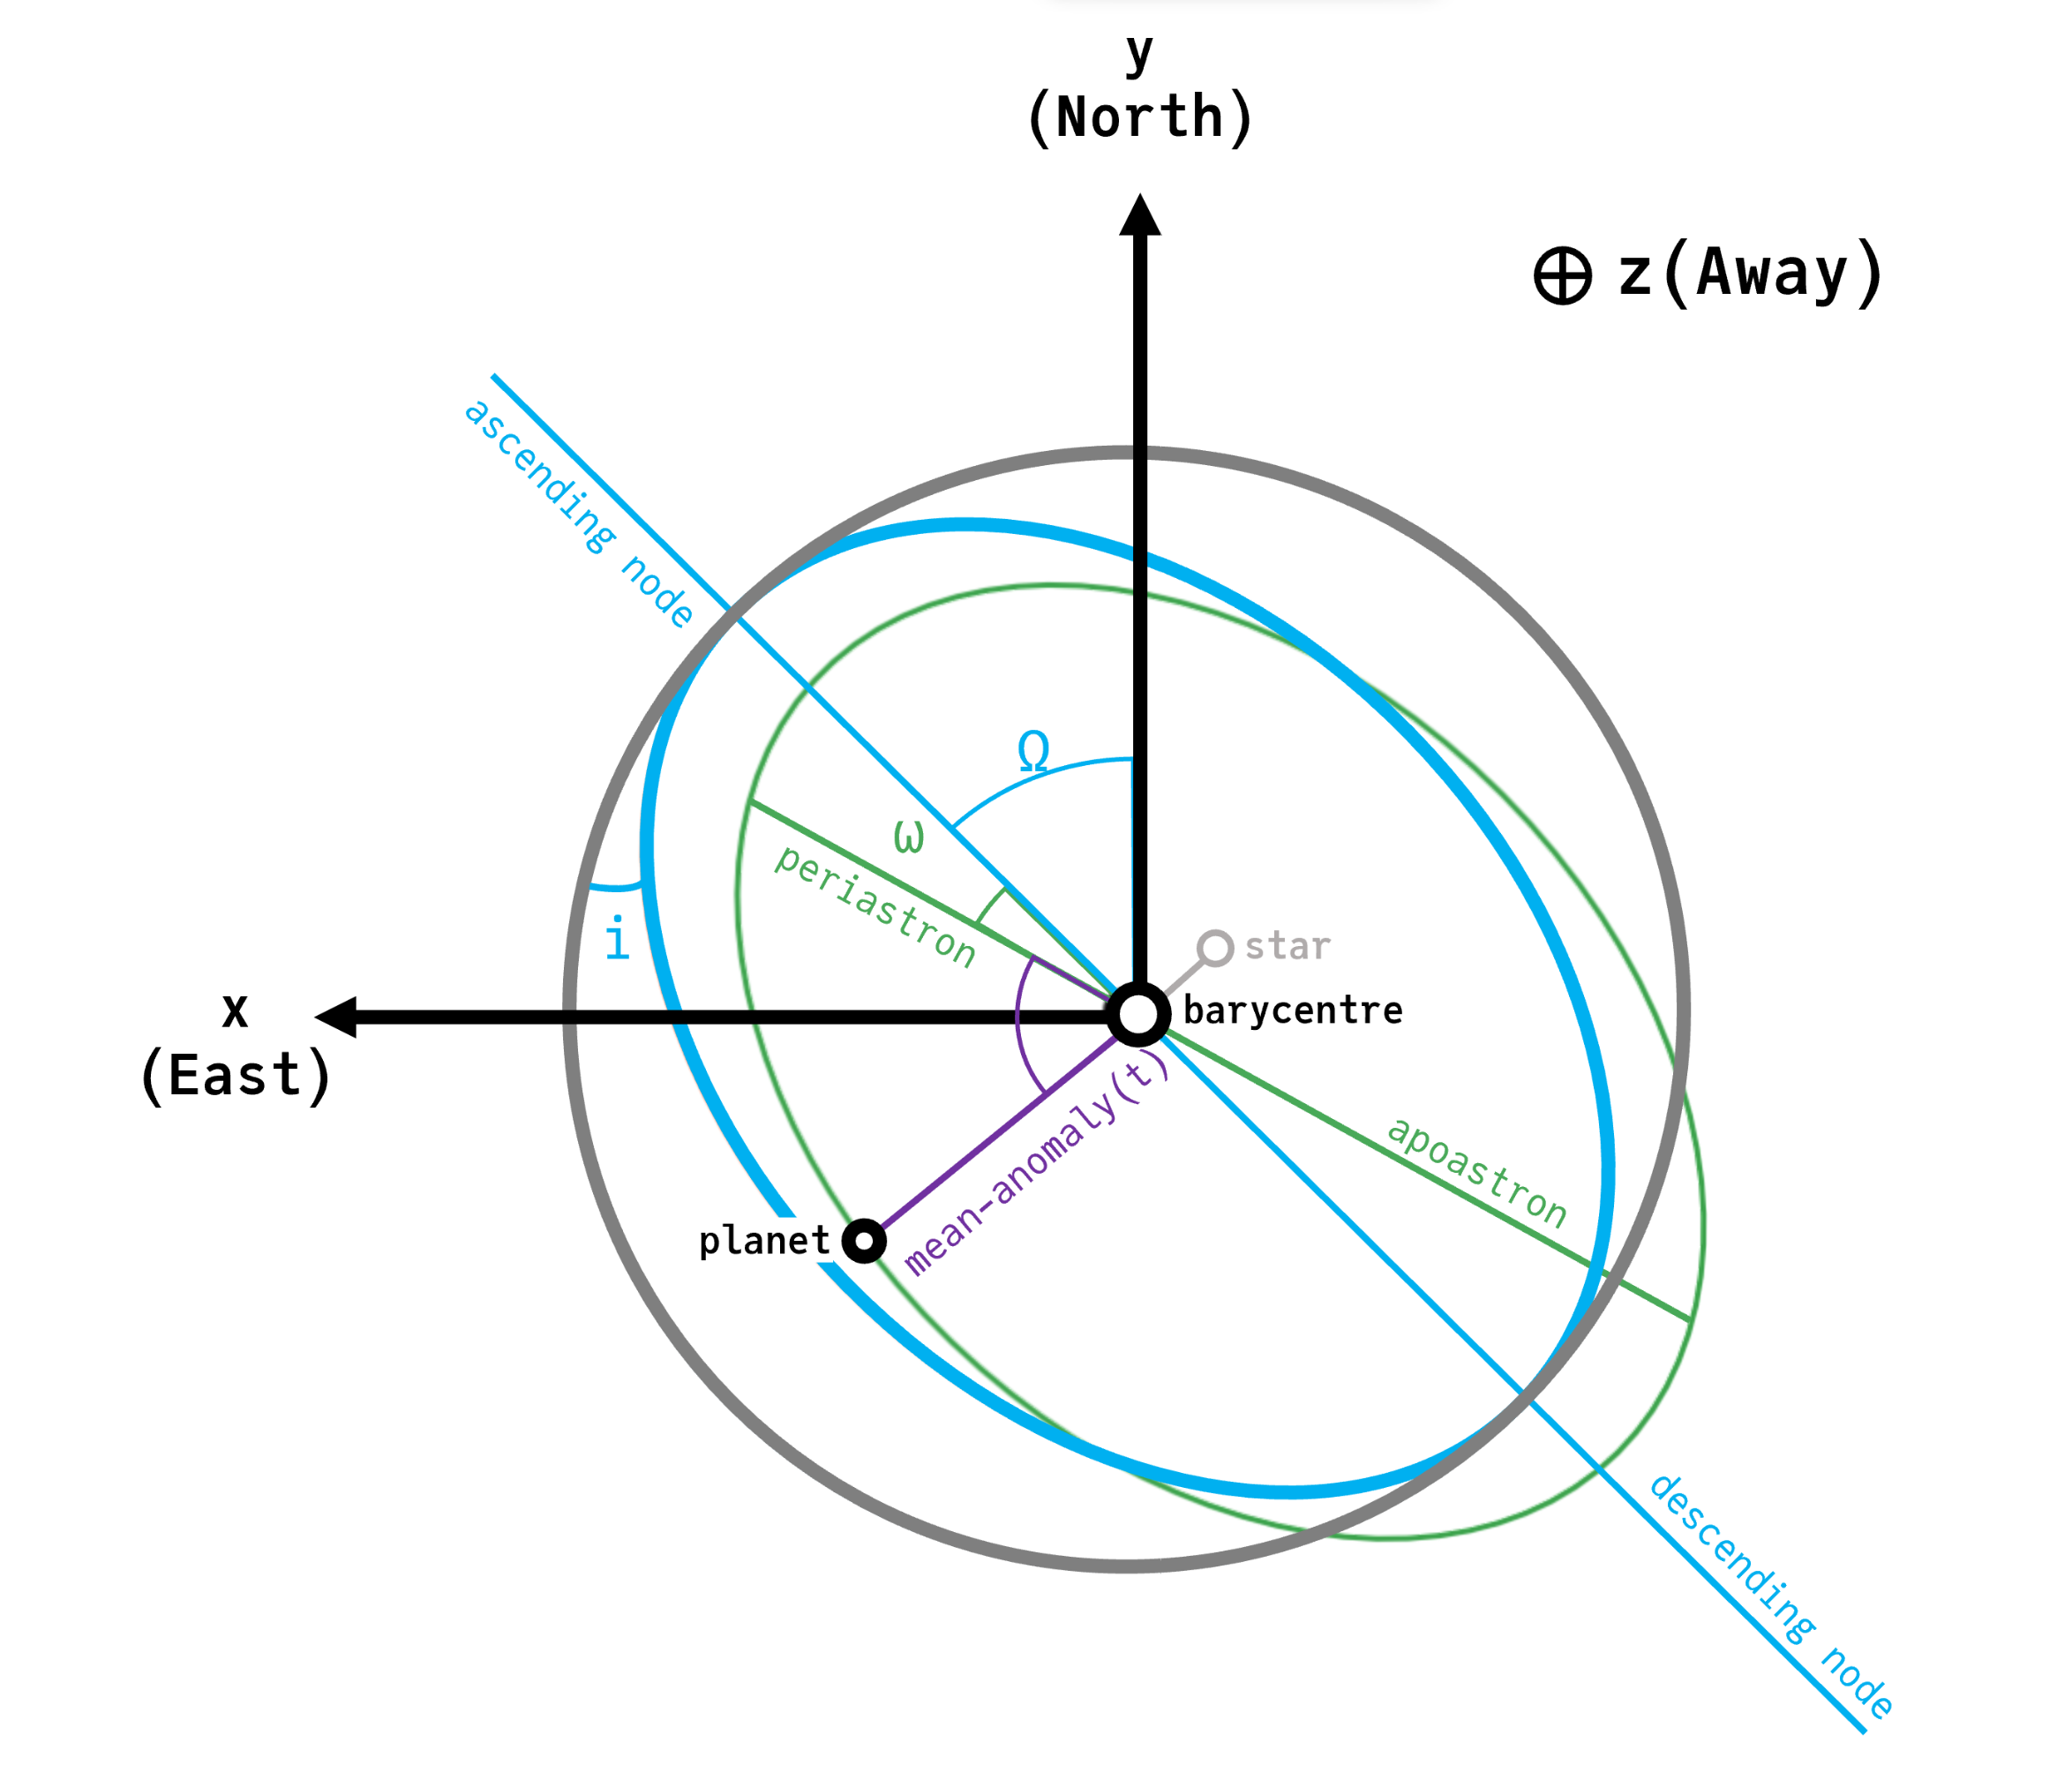 y
(North)
z(Away)
ascending node
Ω
ω
periastron
i
star
x
(East)
barycentre
mean-anomaly(t)
apoastron
planet
descending node